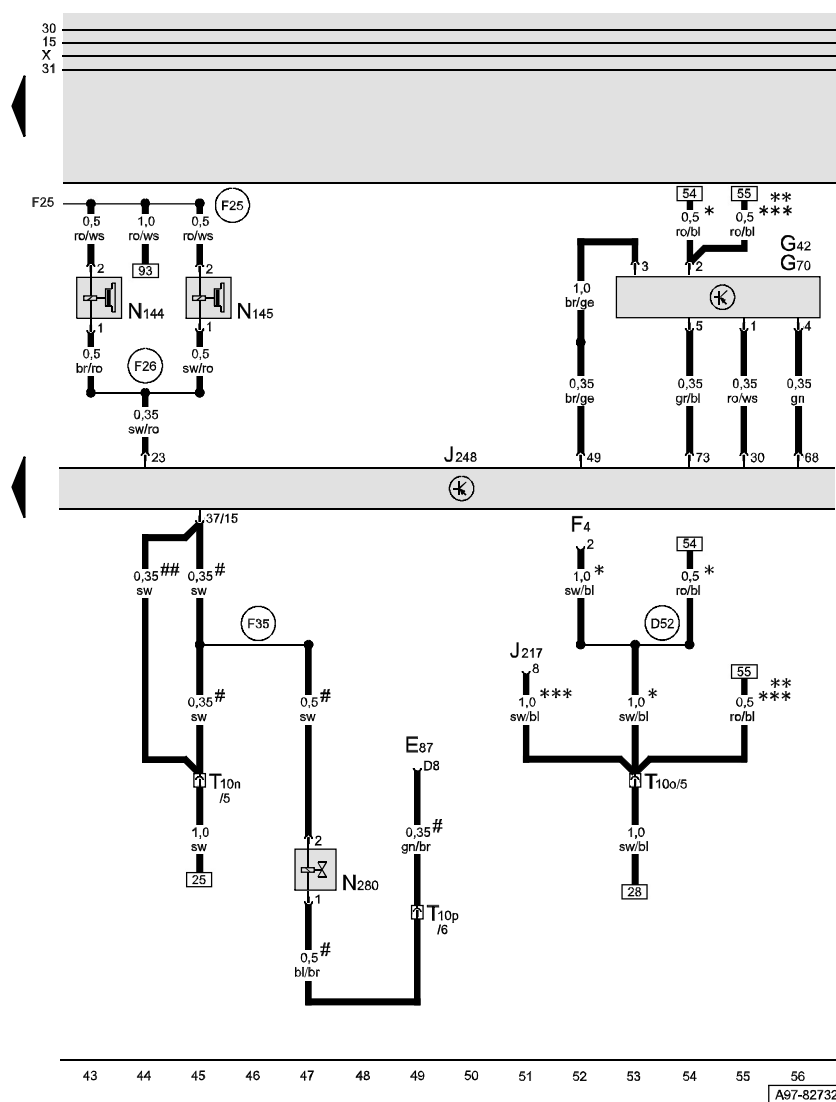 30
15
X
31
F25
F25
54 55 **
0,5 1,0 0,5 0,5 * 0,5 ***
ro/ws ro/ws ro/ws ro/bl ro/bl
G42
G70
2 93 2 3 2
N144 N145
1,0
br/ge
1 1 5 1 4
0,5 0,5
br/ro sw/ro
F26
0,35 0,35 0,35 0,35 0,35
sw/ro br/ge gr/bl ro/ws gn
23 J248 49 73 30 68
37/15 F4
2 54
0,35 ## 0,35 # 1,0 * 0,5 *
sw sw sw/bl ro/bl
F35 D52
J217
8 55 **
0,35 # 0,5 # 1,0 *** 1,0 * 0,5 ***
sw sw sw/bl sw/bl ro/bl
E87
D8
T10n T10o/5
/5
1,0 0,35 # 1,0
sw gn/br sw/bl
2
25 N280 28
1 T10p
/6
0,5 #
bl/br
43 44 45 46 47 48 49 50 51 52 53 54 55 56
A97-82732